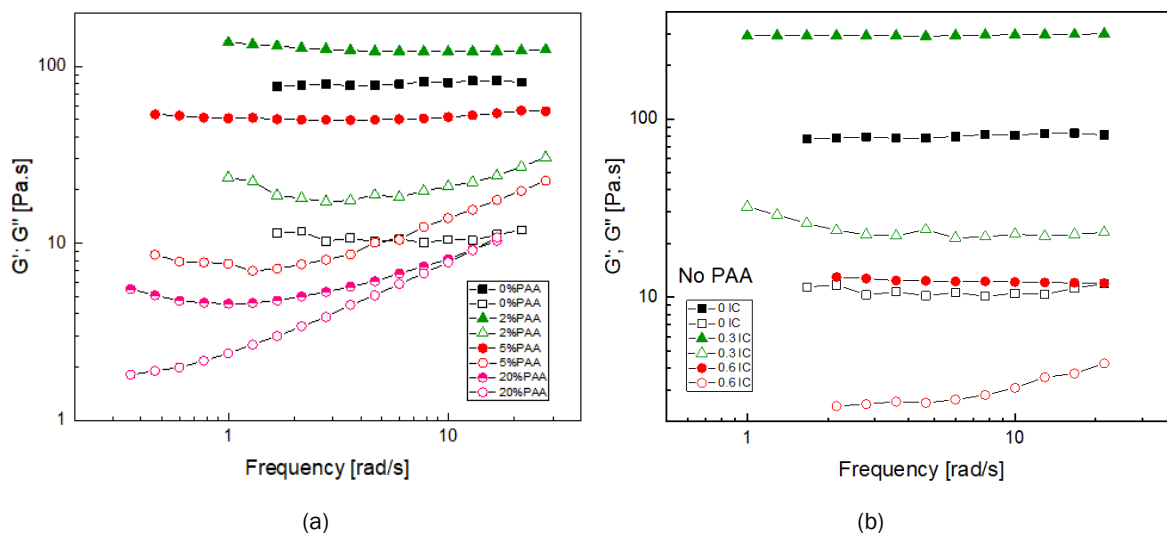 100
10
1
G'; G'' [Pa.s]
0%PAA
0%PAA
2%PAA
2%PAA
5%PAA
5%PAA
20%PAA
20%PAA
1
10
Frequency [rad/s]
(a)
100
10
G'; G'' [Pa.s]
No PAA
0 IC
0 IC
0.3 IC
0.3 IC
0.6 IC
0.6 IC
1
10
Frequency [rad/s]
(b)